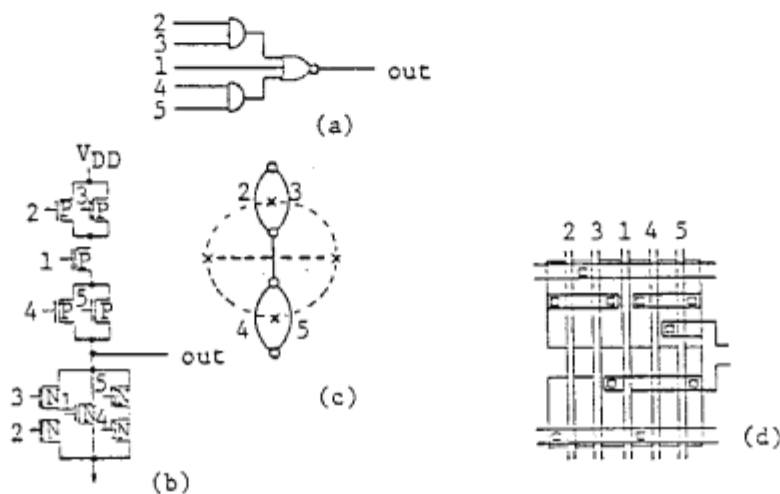 2
3
1
4
5
out
(a)
V DD
2 P 3 P
1 P
4 P 5 P
out
3 N 1 N 5 N
2 N 4 N
(b)
2 3
4 5
(c)
2 3 1 4 5
(d)